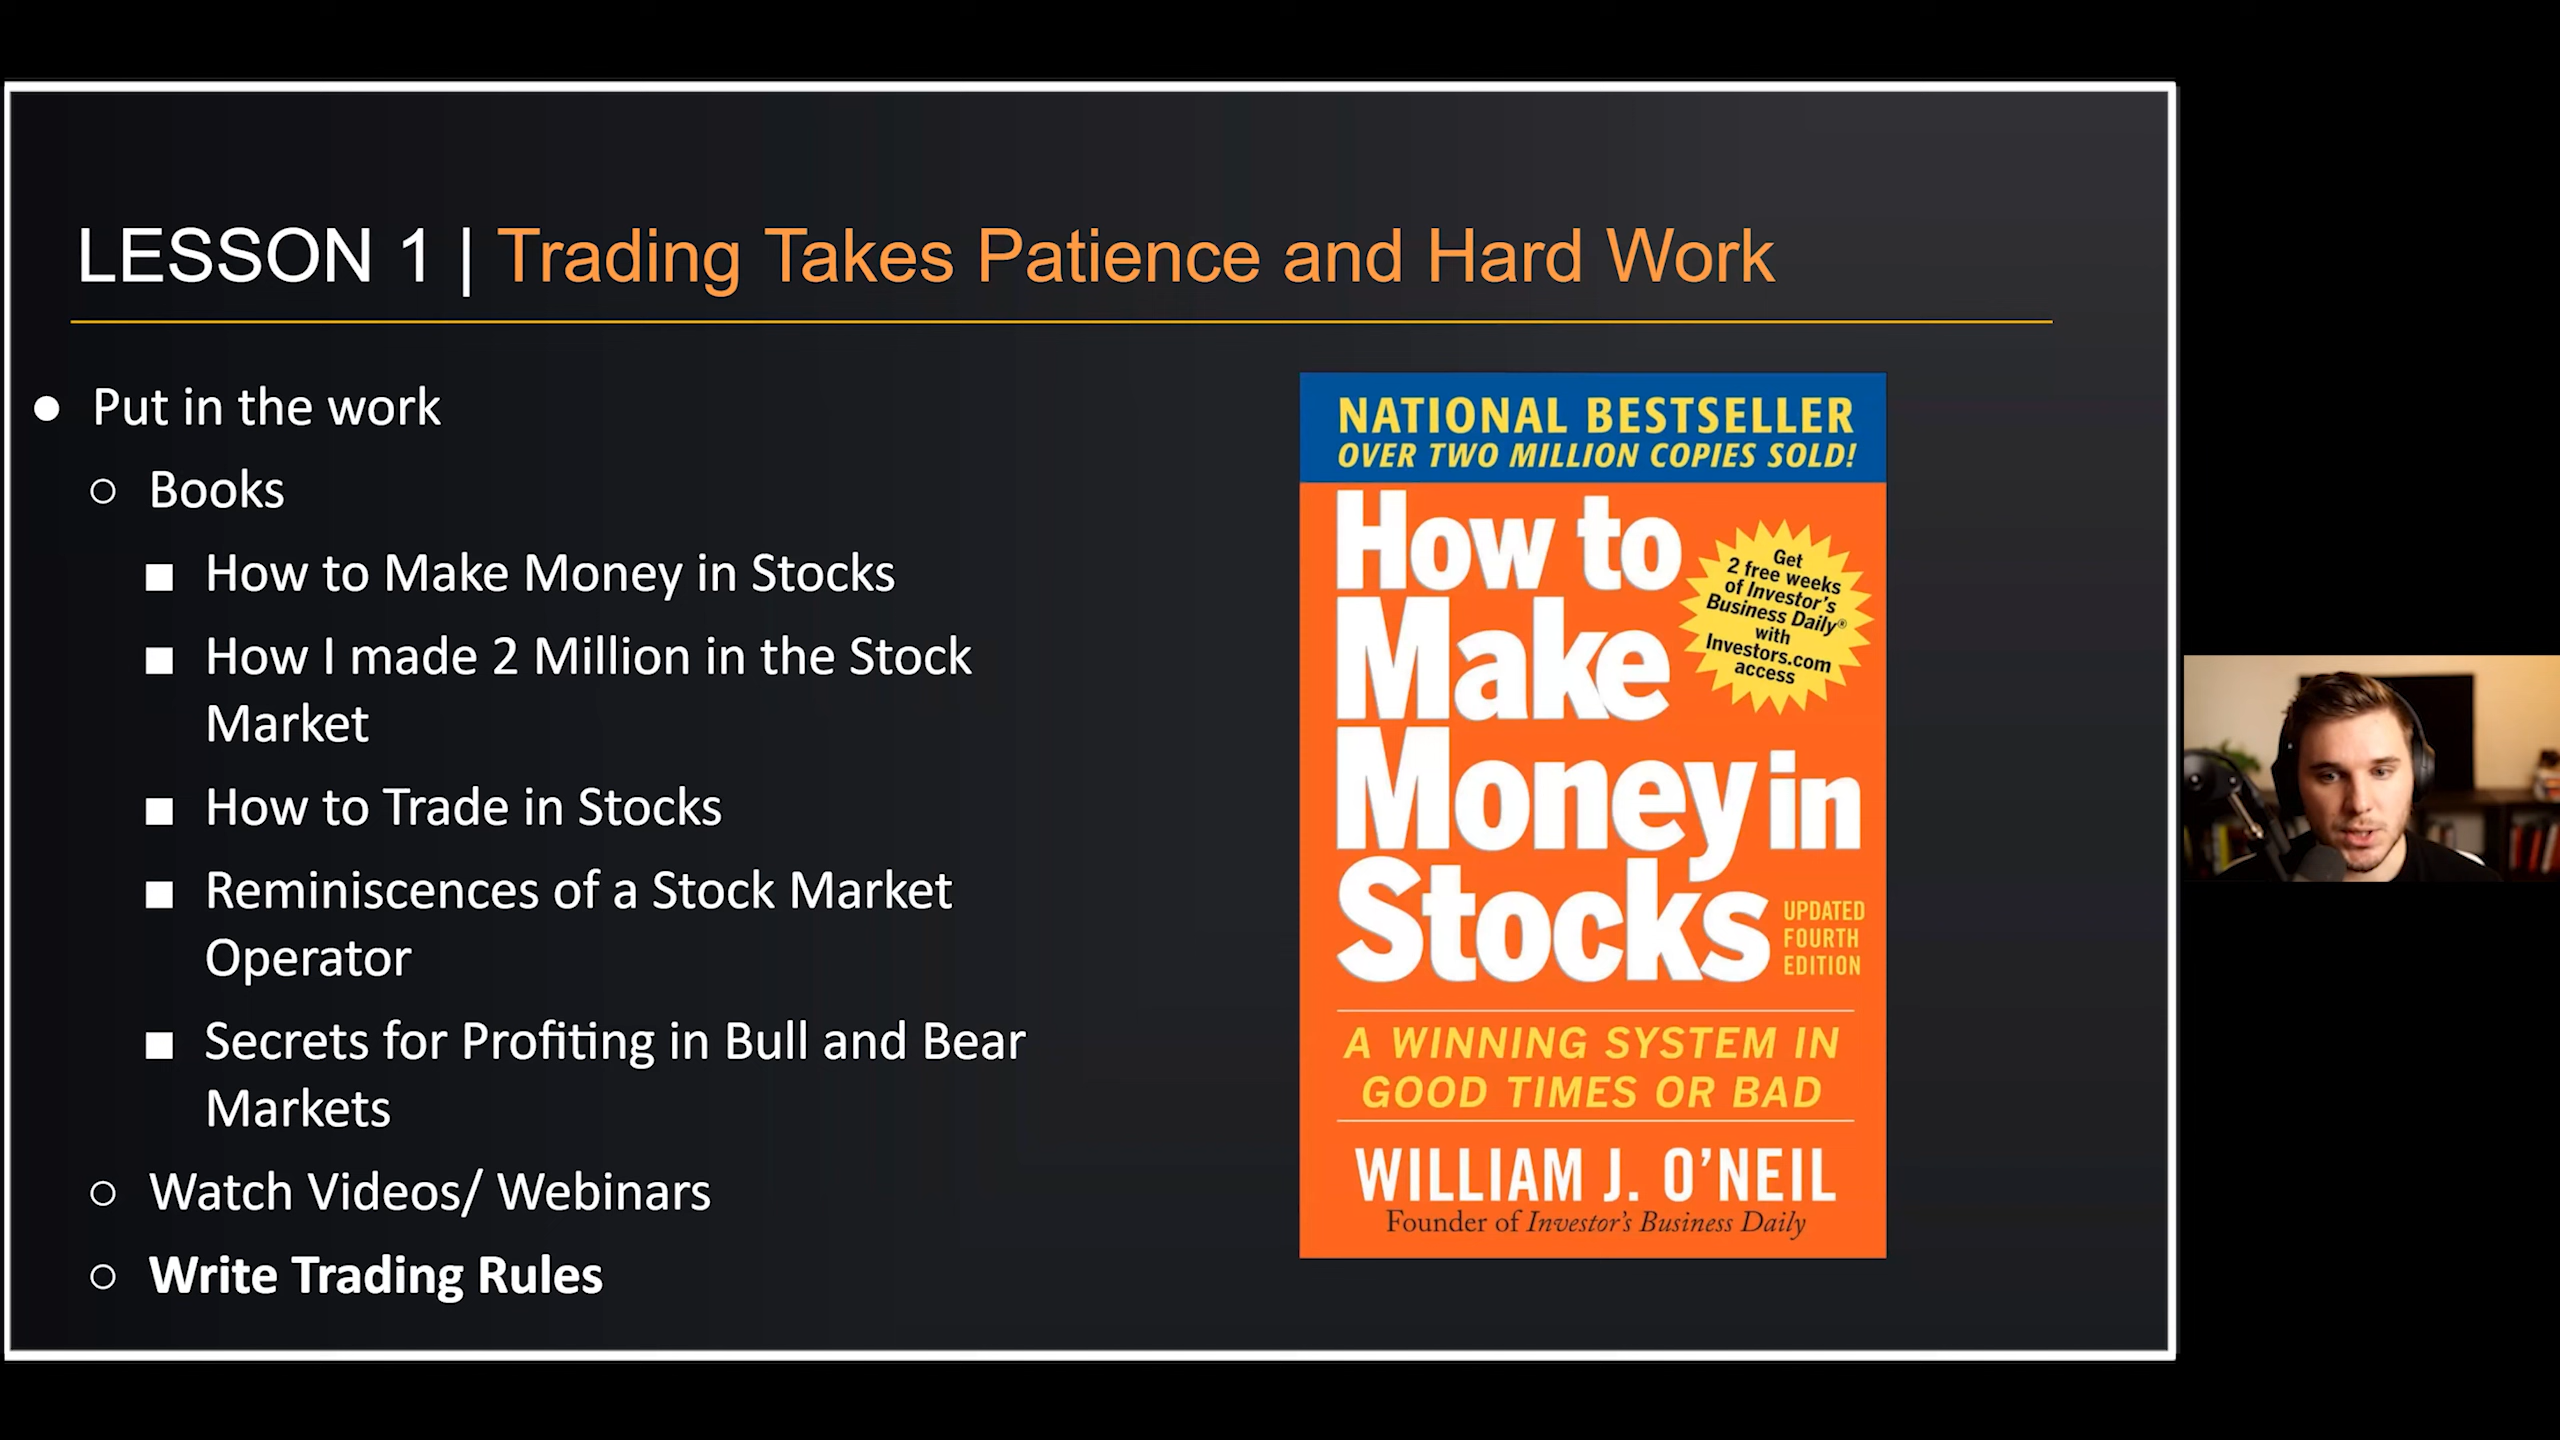 LESSON 1 | Trading Takes Patience and Hard Work
● Put in the work
○ Books
■ How to Make Money in Stocks
■ How I made 2 Million in the Stock
Market
■ How to Trade in Stocks
■ Reminiscences of a Stock Market
Operator
■ Secrets for Profiting in Bull and Bear
Markets
○ Watch Videos/ Webinars
○ Write Trading Rules
NATIONAL BESTSELLER
OVER TWO MILLION COPIES SOLD!
How to
Make
Money in
Stocks
Get
2 free weeks
of Investor's
Business Daily®
with
Investors.com
access
UPDATED
FOURTH
EDITION
A WINNING SYSTEM IN
GOOD TIMES OR BAD
WILLIAM J. O'NEIL
Founder of Investor's Business Daily